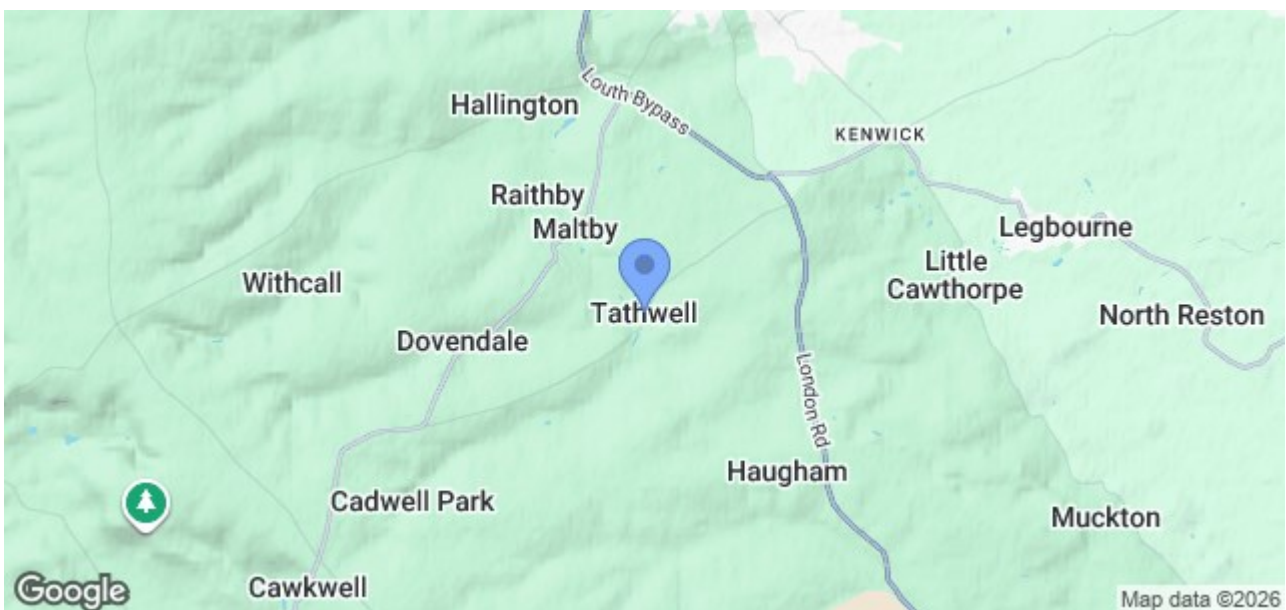 Louth Bypass
Hallington
KENWICK
Raithby
Maltby
Legbourne
Withcall
Little
Cawthorpe
Tathwell
North Reston
Dovendale
London Rd
Haugham
Cadwell Park
Muckton
Cawkwell
Google
Map data ©2026